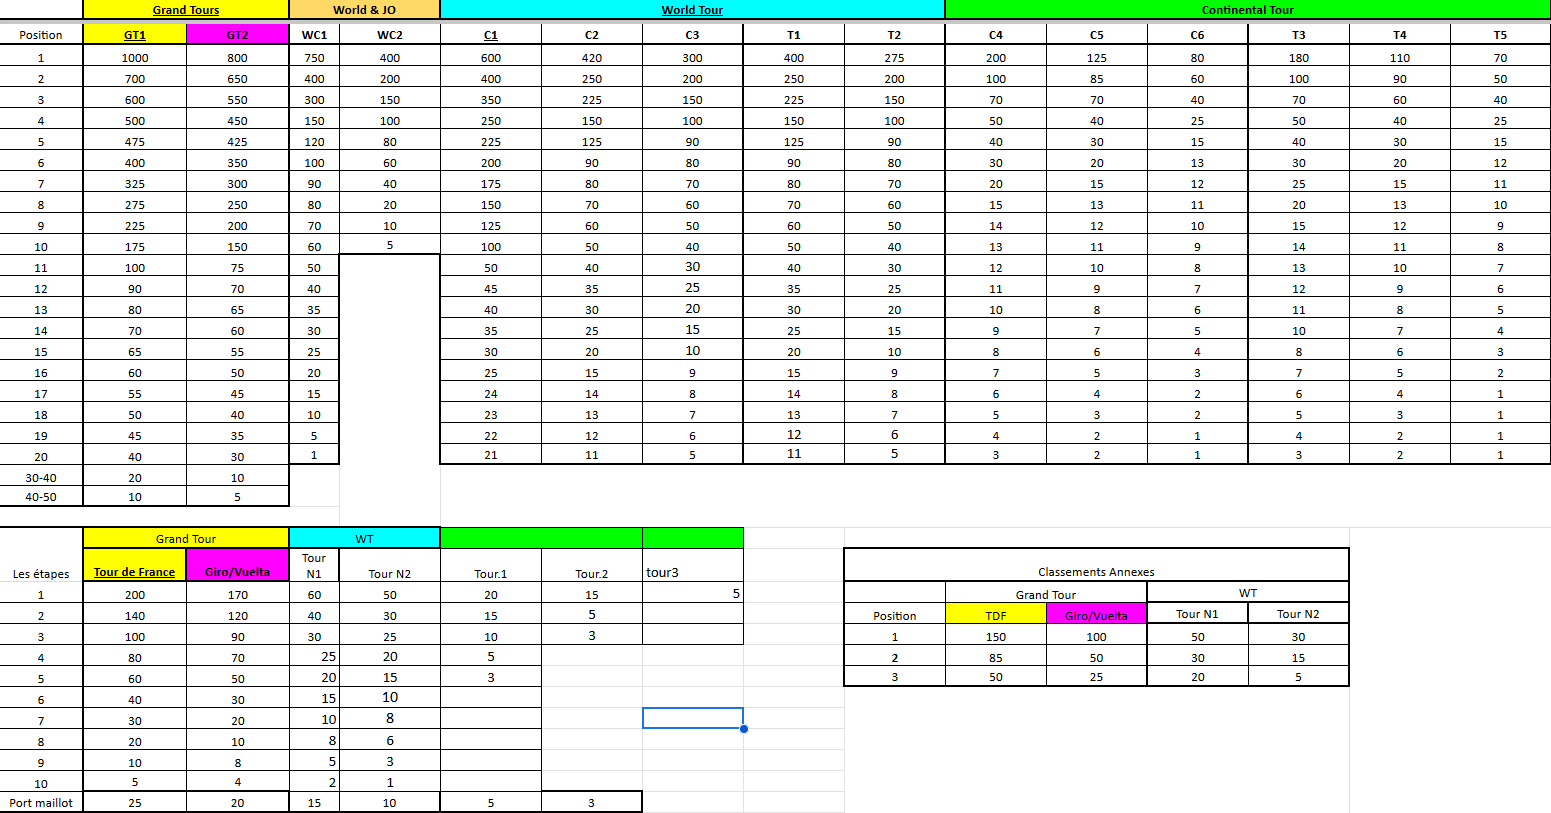 Grand Tours World & JO World Tour Continental Tour
Position GT1 GT2 WC1 WC2 C1 C2 C3 T1 T2 C4 C5 C6 T3 T4 T5
1 1000 800 750 400 600 420 300 400 275 200 125 80 180 110 70
2 700 650 400 200 400 250 200 250 200 100 85 60 100 90 50
3 600 550 300 150 350 225 150 225 150 70 70 40 70 60 40
4 500 450 150 100 250 150 100 150 100 50 40 25 50 40 25
5 475 425 120 80 225 125 90 125 90 40 30 15 40 30 15
6 400 350 100 60 200 90 80 90 80 30 20 13 30 20 12
7 325 300 90 40 175 80 70 80 70 20 15 12 25 15 11
8 275 250 80 20 150 70 60 70 60 15 13 11 20 13 10
9 225 200 70 10 125 60 50 60 50 14 12 10 15 12 9
10 175 150 60 5 100 50 40 50 40 13 11 9 14 11 8
11 100 75 50 50 40 30 40 30 12 10 8 13 10 7
12 90 70 40 45 35 25 35 25 11 9 7 12 9 6
13 80 65 35 40 30 20 30 20 10 8 6 11 8 5
14 70 60 30 35 25 15 25 15 9 7 5 10 7 4
15 65 55 25 30 20 10 20 10 8 6 4 8 6 3
16 60 50 20 25 15 9 15 9 7 5 3 7 5 2
17 55 45 15 24 14 8 14 8 6 4 2 6 4 1
18 50 40 10 23 13 7 13 7 5 3 2 5 3 1
19 45 35 5 22 12 6 12 6 4 2 1 4 2 1
20 40 30 1 21 11 5 11 5 3 2 1 3 2 1
30-40 20 10
40-50 10 5
Grand Tour WT
Les étapes Tour de France Giro/Vuelta Tour N1 Tour N2 Tour.1 Tour.2 tour3
1 200 170 60 50 20 15 5
2 140 120 40 30 15 5
3 100 90 30 25 10 3
4 80 70 25 20 5
5 60 50 20 15 3
6 40 30 15 10
7 30 20 10 8
8 20 10 8 6
9 10 8 5 3
10 5 4 2 1
Port maillot 25 20 15 10 5 3
Classements Annexes
Grand Tour WT
Position TDF Giro/Vuelta Tour N1 Tour N2
1 150 100 50 30
2 85 50 30 15
3 50 25 20 5